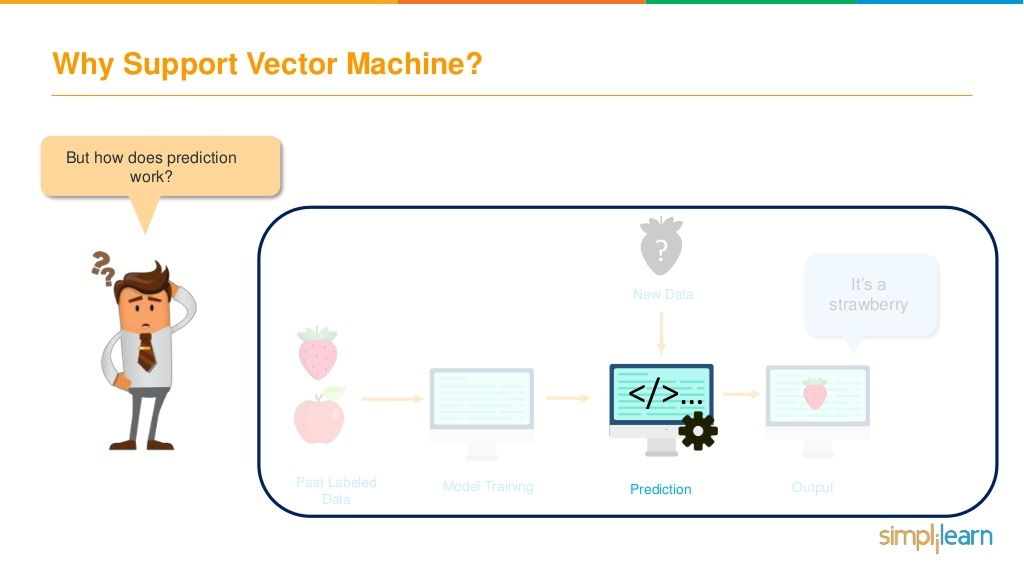 Why Support Vector Machine?
But how does prediction
work?
??
?
New Data
It's a
strawberry
</>...
Past Labeled
Data
Model Training
Prediction
Output
simplilearn